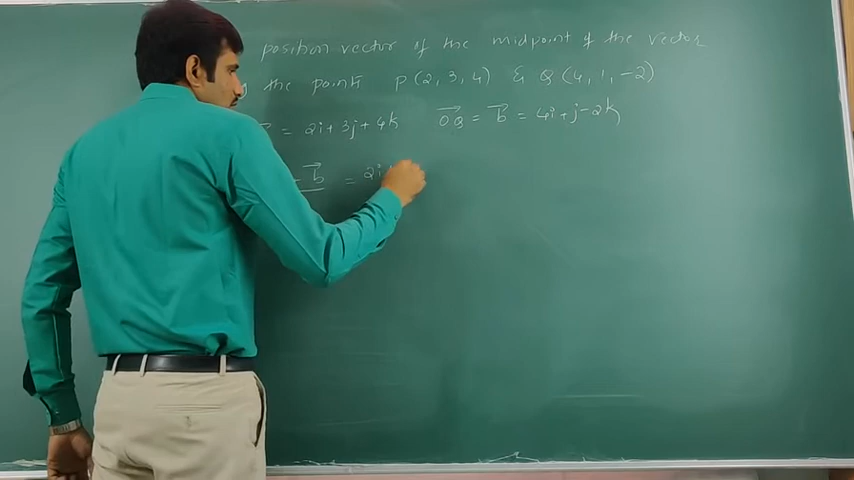 position vector of the midpoint of the vector
the points P(2, 3, 4) & Q(4, 1, -2)
= 2i + 3j + 4k OQ = b = 4i + j - 2k
+ b = 2i